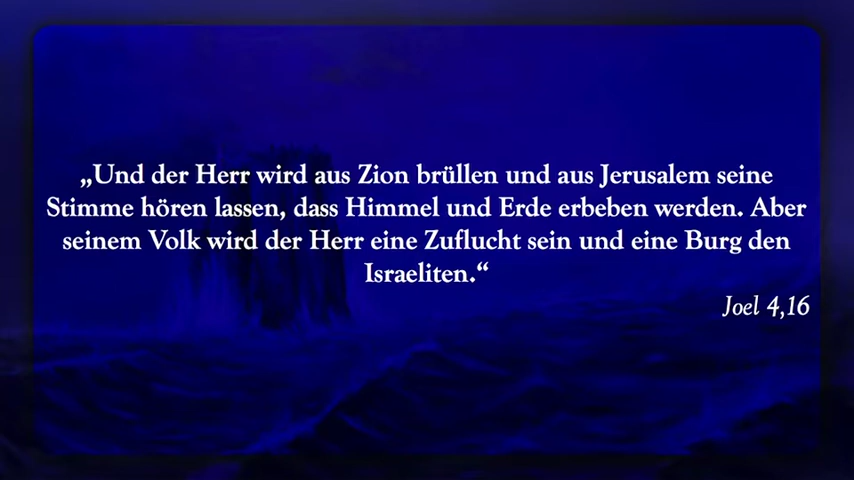 „Und der Herr wird aus Zion brüllen und aus Jerusalem seine
Stimme hören lassen, dass Himmel und Erde erbeben werden. Aber
seinem Volk wird der Herr eine Zuflucht sein und eine Burg den
Israeliten.“
Joel 4,16